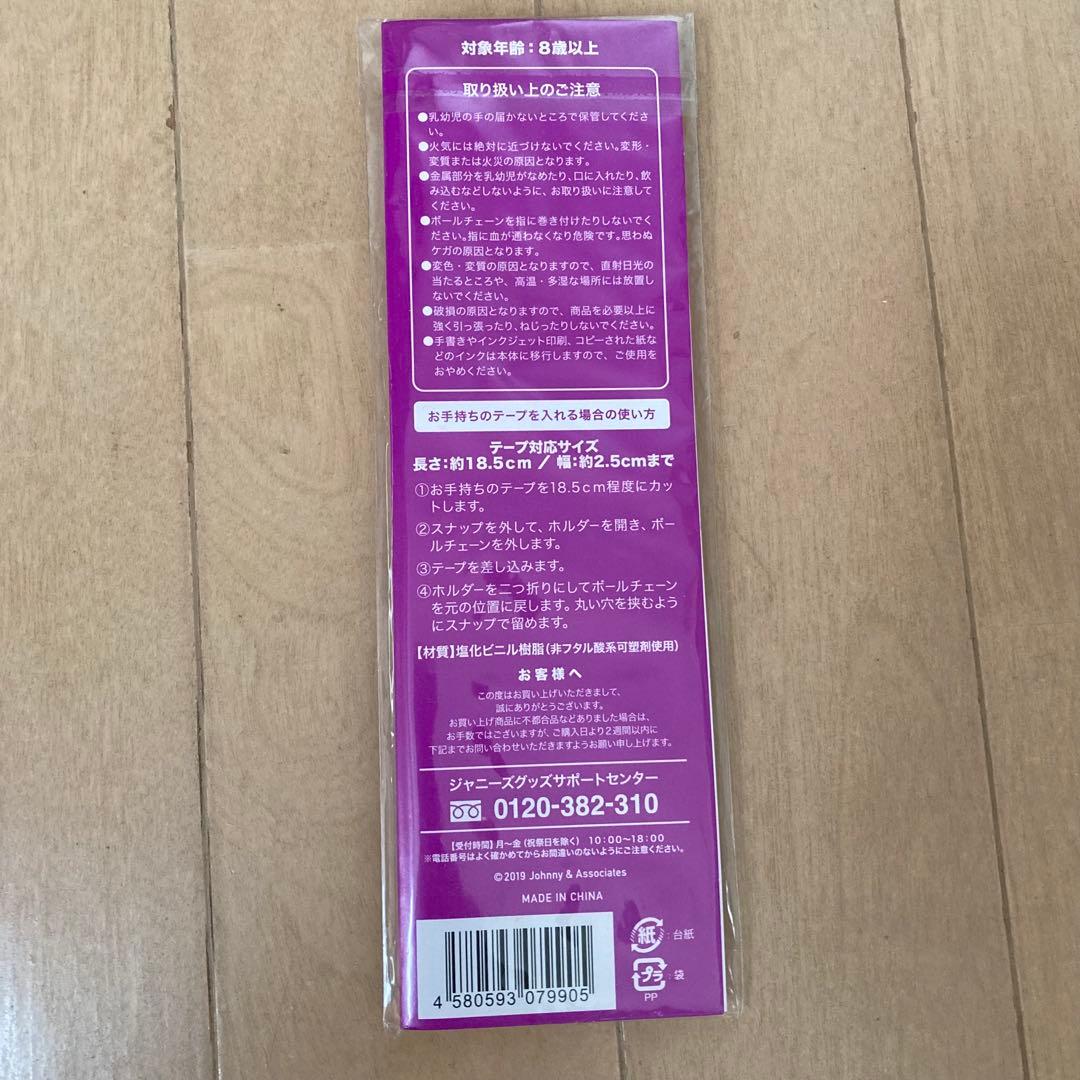 対象年齢：8歳以上
取り扱い上のご注意
●乳幼児の手の届かないところで保管してくださ
い。
●火気には絶対に近づけないでください。変形・
変質または火災の原因となります。
●金属部分を乳幼児がなめたり、口に入れたり、飲
み込むなどしないように、お取り扱いに注意して
ください。
●ボールチェーンを指に巻き付けたりしないでく
ださい。指に血が通わなくなり危険です。思わぬ
ケガの原因となります。
●変色・変質の原因となりますので、直射日光の
当たるところや、高温・多湿な場所には放置し
ないでください。
●破損の原因となりますので、商品を必要以上に
強く引っ張ったり、ねじったりしないでください。
●手書きやインクジェット印刷、コピーされた紙な
どのインクは本体に移行しますので、ご使用を
おやめください。
お手持ちのテープを入れる場合の使い方
テープ対応サイズ
長さ：約18.5cm / 幅：約2.5cmまで
①お手持ちのテープを18.5cm程度にカッ
トします。
②スナップを外して、ホルダーを開き、ボー
ルチェーンを外します。
③テープを差し込みます。
④ホルダーを二つ折りにしてボールチェーン
を元の位置に戻します。丸い穴を挟むよう
にスナップで留めます。
【材質】塩化ビニル樹脂（非フタル酸系可塑剤使用）
お客様へ
この度はお買い上げいただきまして、
誠にありがとうございます。
お買い上げ商品に不都合品などありました場合は、
お手数ではございますが、ご購入日より2週間以内に
下記までお問い合わせいただきますようお願い申し上げます。
ジャニーズグッズサポートセンター
0120-382-310
【受付時間】月〜金（祝祭日を除く） 10：00〜18：00
※電話番号はよく確かめてからお間違いのないようにご注意ください。
©2019 Johnny & Associates
MADE IN CHINA
紙：台紙
プラ：袋
PP
4 580593 079905